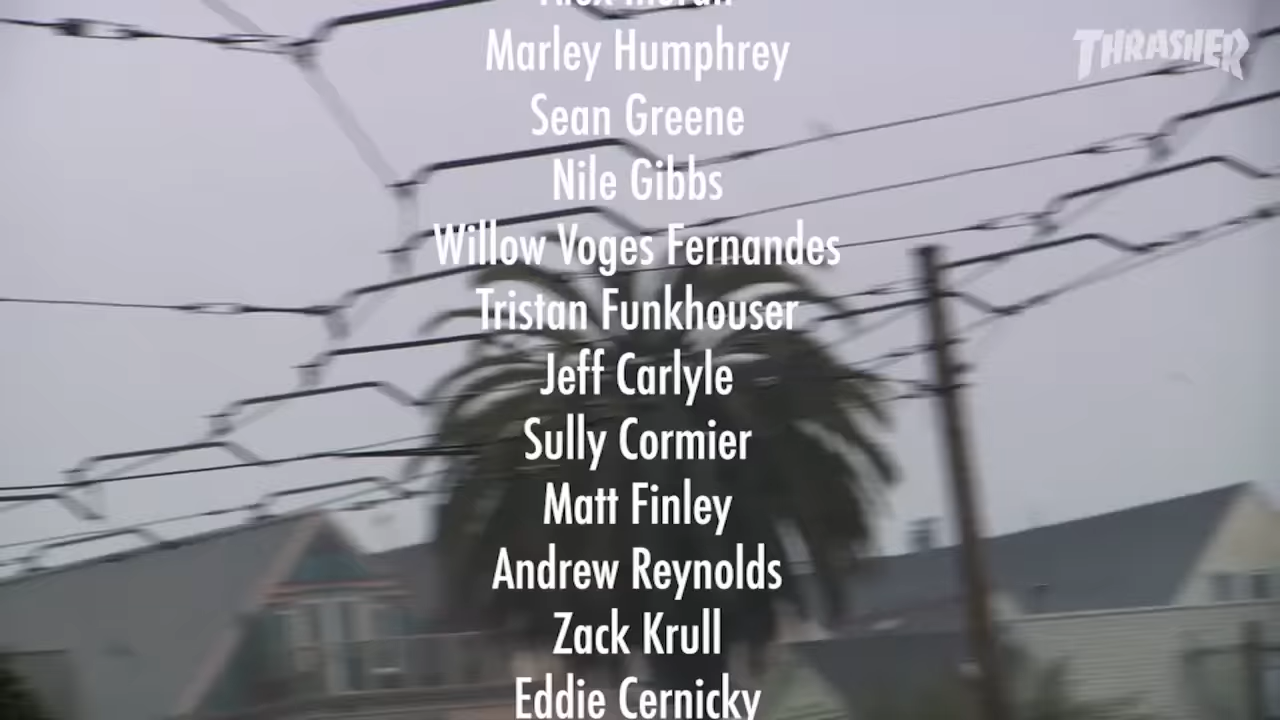 THRASHER
Marley Humphrey
Sean Greene
Nile Gibbs
Willow Voges Fernandes
Tristan Funkhouser
Jeff Carlyle
Sully Cormier
Matt Finley
Andrew Reynolds
Zack Krull
Eddie Cernicky